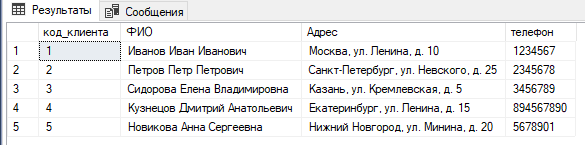 Результаты Сообщения
код_клиента ФИО Адрес телефон
1 1 Иванов Иван Иванович Москва, ул. Ленина, д. 10 1234567
2 2 Петров Петр Петрович Санкт-Петербург, ул. Невского, д. 25 2345678
3 3 Сидорова Елена Владимировна Казань, ул. Кремлевская, д. 5 3456789
4 4 Кузнецов Дмитрий Анатольевич Екатеринбург, ул. Ленина, д. 15 894567890
5 5 Новикова Анна Сергеевна Нижний Новгород, ул. Минина, д. 20 5678901